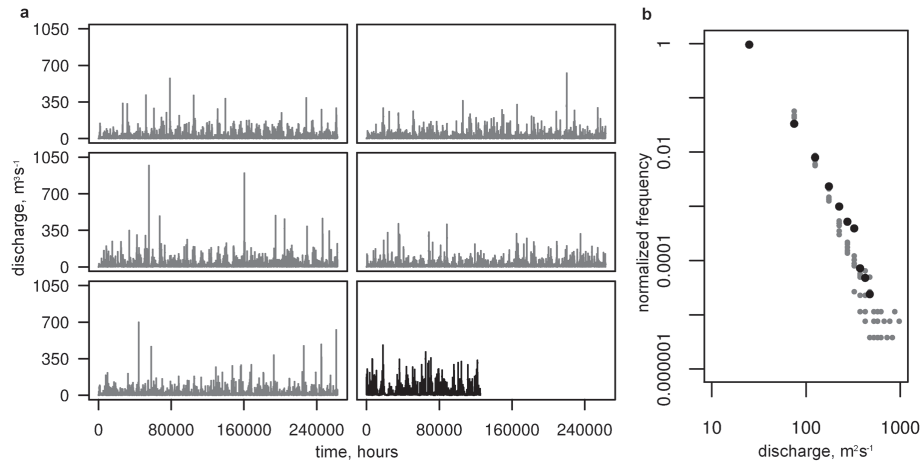 a
1050
700
350
0
1050
700
350
0
1050
700
350
0
discharge, m³s⁻¹
0 80000 160000 240000 0 80000 160000 240000
time, hours
b
1
0.01
0.0001
0.000001
normalized frequency
10 100 1000
discharge, m²s⁻¹